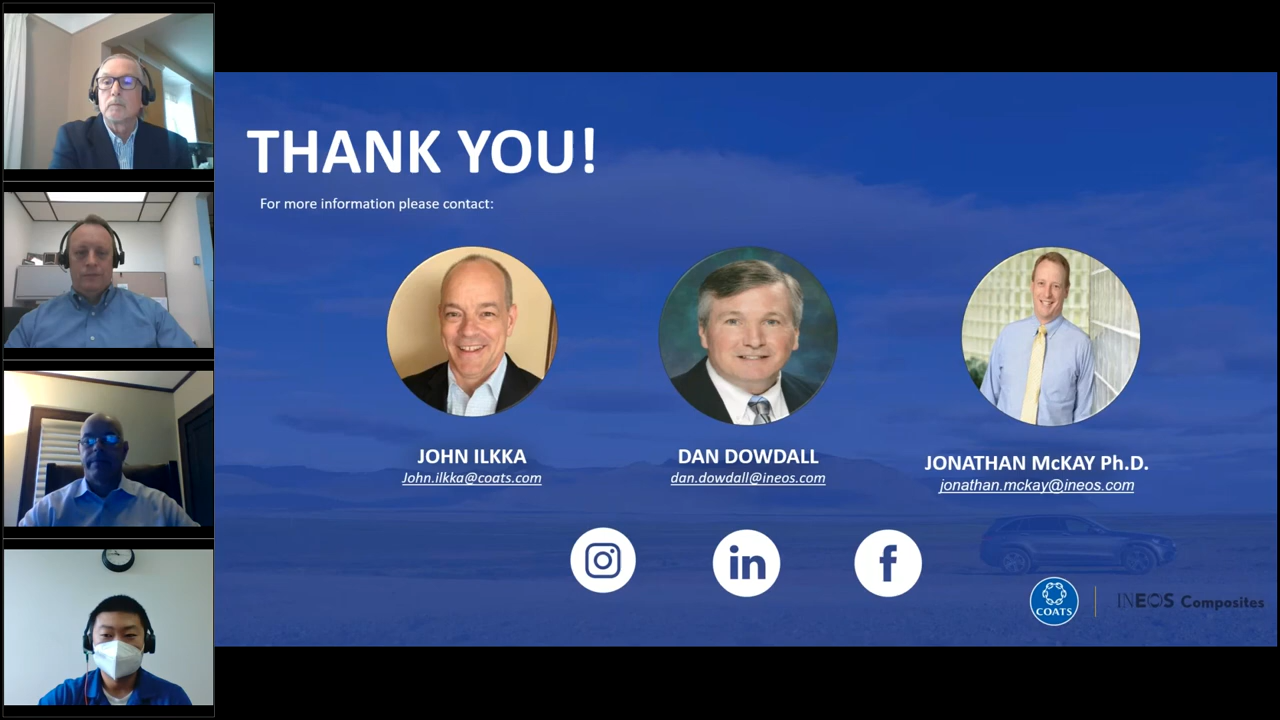 THANK YOU!
For more information please contact:
JOHN ILKKA
John.ilkka@coats.com
DAN DOWDALL
dan.dowdall@ineos.com
JONATHAN McKAY Ph.D.
jonathan.mckay@ineos.com
in
f
COATS
INEOS Composites